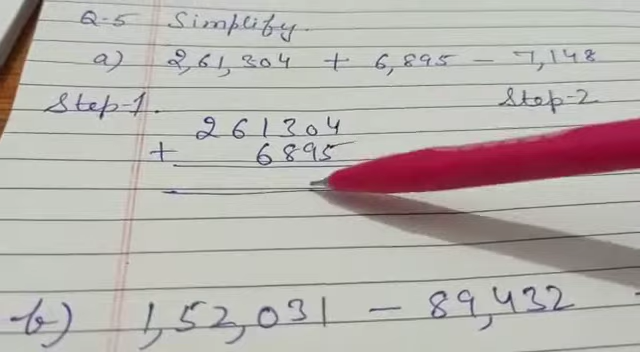 Q-5 Simplify.
a) 2,61,304 + 6,895 - 7,148
Step-1. Step-2
261304
+ 6895
b) 1,52,031 - 89,432